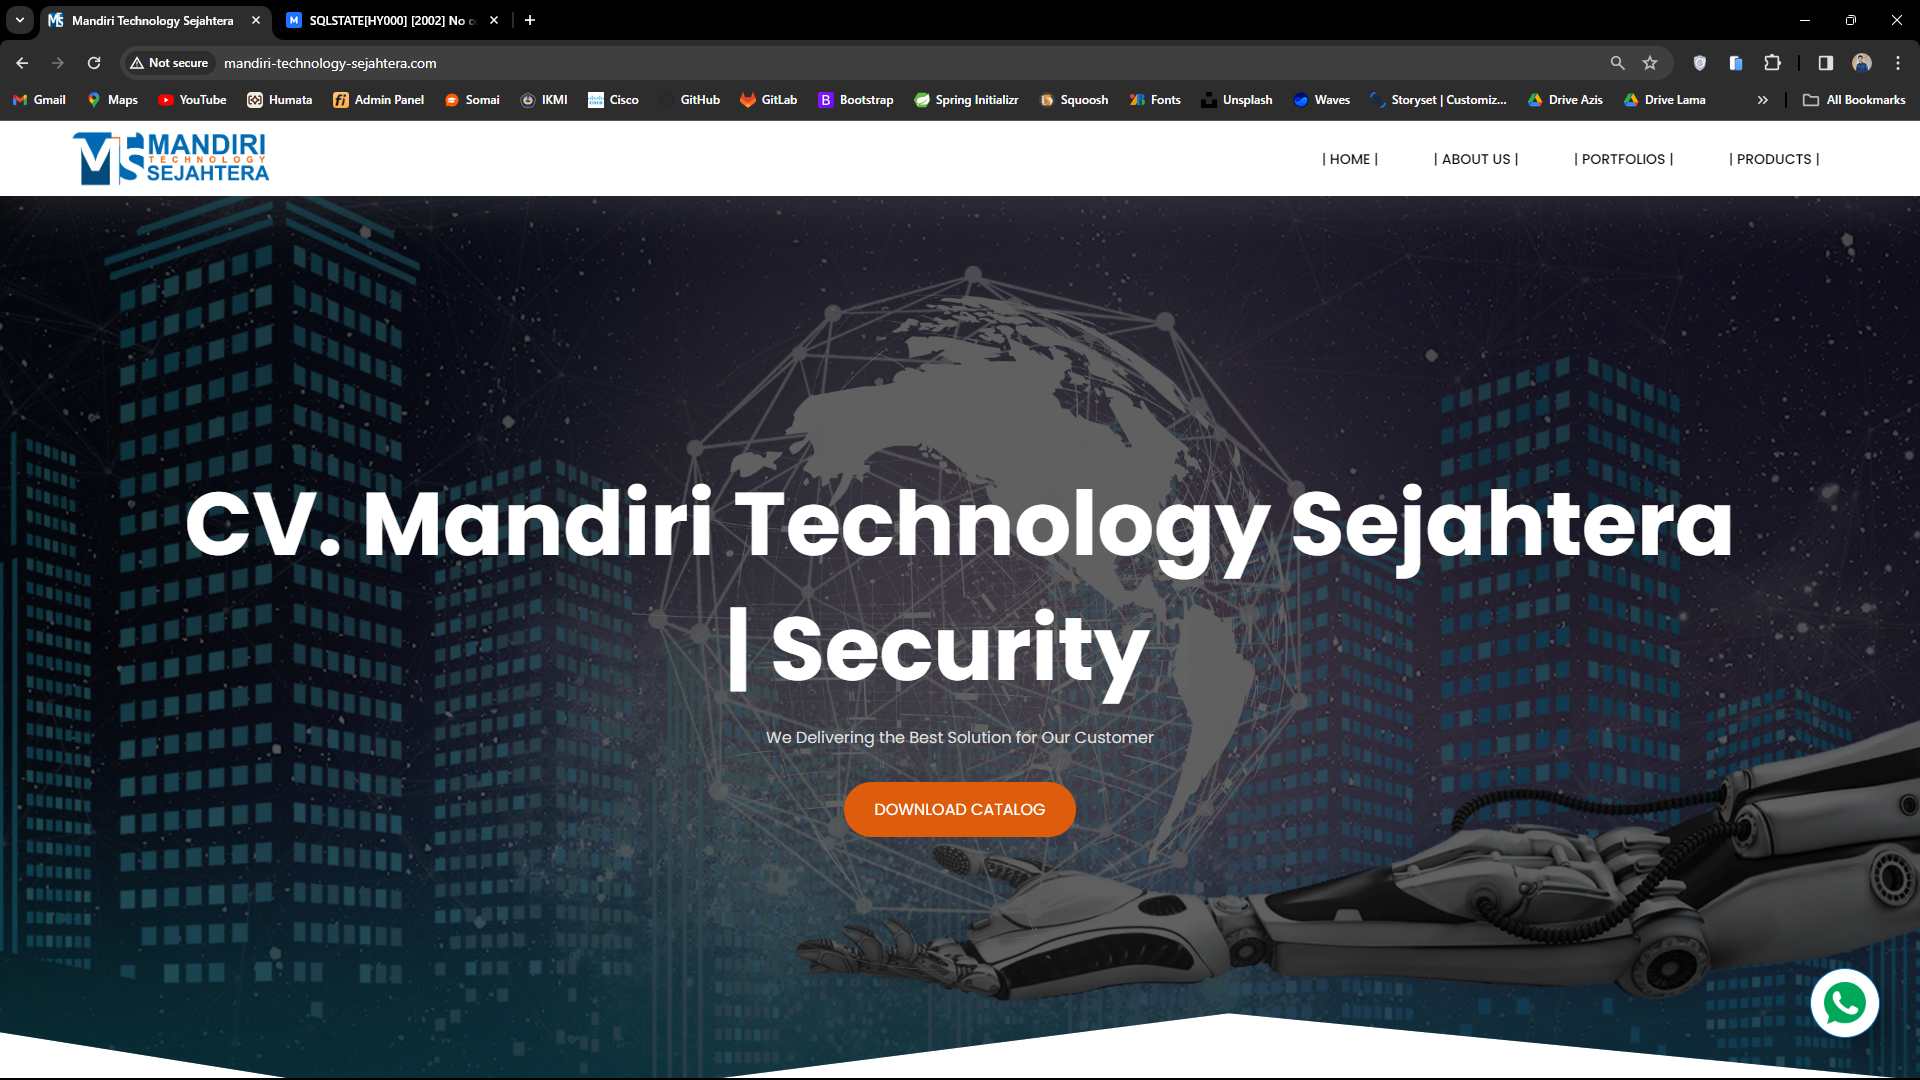 Mandiri Technology Sejahtera
SQLSTATE[HY000] [2002] No c
Not secure
mandiri-technology-sejahtera.com
Gmail
Maps
YouTube
Humata
Admin Panel
Somai
IKMI
Cisco
GitHub
GitLab
Bootstrap
Spring Initializr
Squoosh
Fonts
Unsplash
Waves
Storyset | Customiz...
Drive Azis
Drive Lama
All Bookmarks
MANDIRI
TECHNOLOGY
SEJAHTERA
| HOME |
| ABOUT US |
| PORTFOLIOS |
| PRODUCTS |
CV. Mandiri Technology Sejahtera
| Security
We Delivering the Best Solution for Our Customer
DOWNLOAD CATALOG